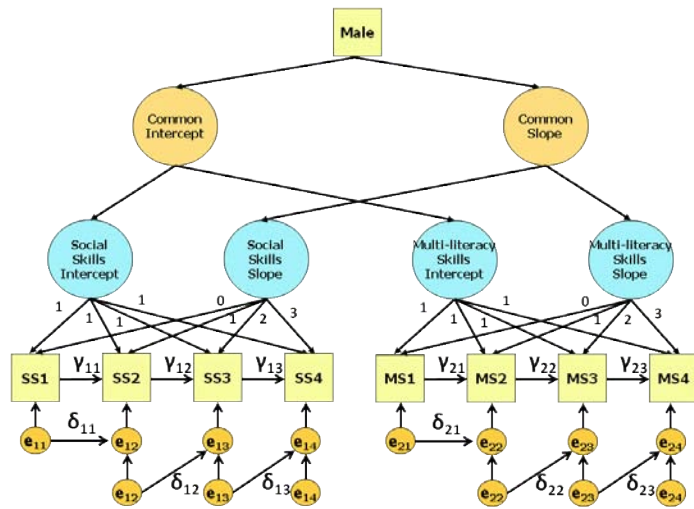 Male
Common
Intercept
Common
Slope
Social
Skills
Intercept
Social
Skills
Slope
Multi-literacy
Skills
Intercept
Multi-literacy
Skills
Slope
1 1 1 1 0 1 2 3
1 1 1 1 0 1 2 3
SS1 γ11 SS2 γ12 SS3 γ13 SS4
MS1 γ21 MS2 γ22 MS3 γ23 MS4
e11 δ11 e12 e13 e14
e21 δ21 e22 e23 e24
e12 δ12 e13 δ13 e14
e22 δ22 e23 δ23 e24